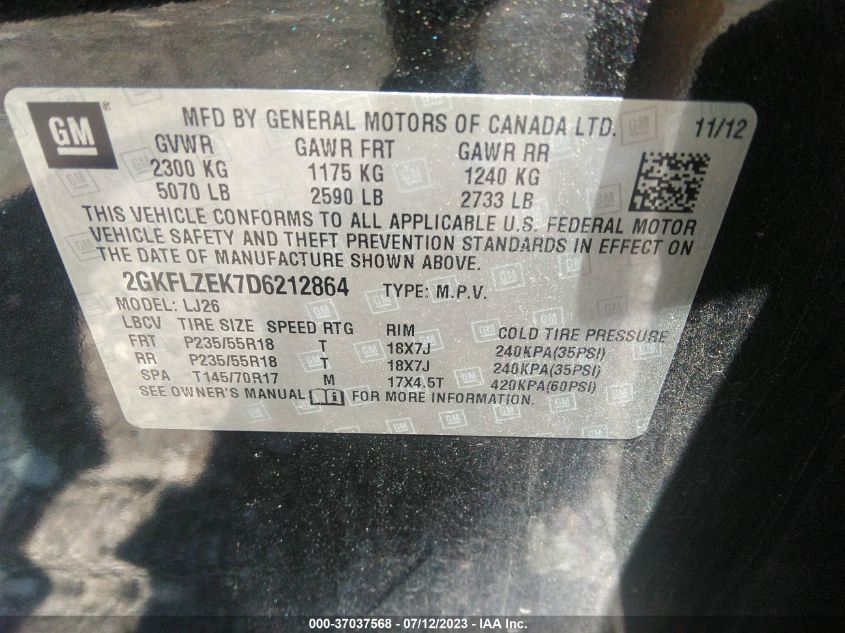 GM ® MFD BY GENERAL MOTORS OF CANADA LTD. 11/12
GVWR GAWR FRT GAWR RR
2300 KG 1175 KG 1240 KG
5070 LB 2590 LB 2733 LB
THIS VEHICLE CONFORMS TO ALL APPLICABLE U.S. FEDERAL MOTOR
VEHICLE SAFETY AND THEFT PREVENTION STANDARDS IN EFFECT ON
THE DATE OF MANUFACTURE SHOWN ABOVE.
2GKFLZEK7D6212864 TYPE: M.P.V.
MODEL: LJ26
LBCV TIRE SIZE SPEED RTG RIM COLD TIRE PRESSURE
FRT P235/55R18 T 18X7J 240KPA(35PSI)
RR P235/55R18 T 18X7J 240KPA(35PSI)
SPA T145/70R17 M 17X4.5T 420KPA(60PSI)
SEE OWNER'S MANUAL FOR MORE INFORMATION.
000-37037568 - 07/12/2023 - IAA Inc.